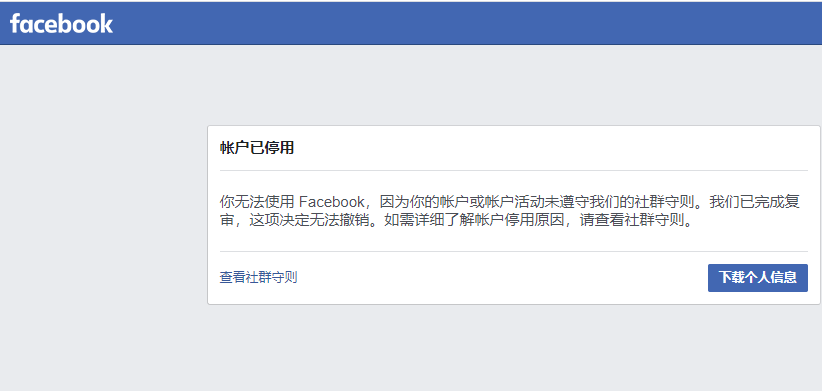 facebook
帐户已停用
你无法使用 Facebook，因为你的帐户或帐户活动未遵守我们的社群守则。我们已完成复
审，这项决定无法撤销。如需详细了解帐户停用原因，请查看社群守则。
查看社群守则
下载个人信息